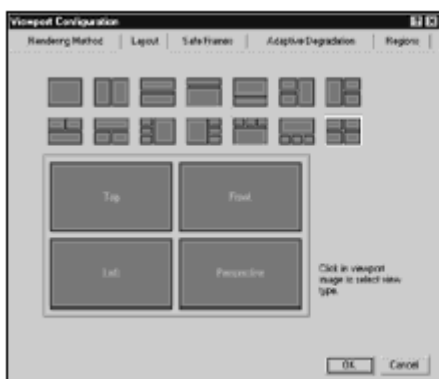 Viewport Configuration
Rendering Method Layout Safe Frames Adaptive Degradation Regions
Top Front
Left Perspective
Click in viewport
image to select view
type.
OK Cancel